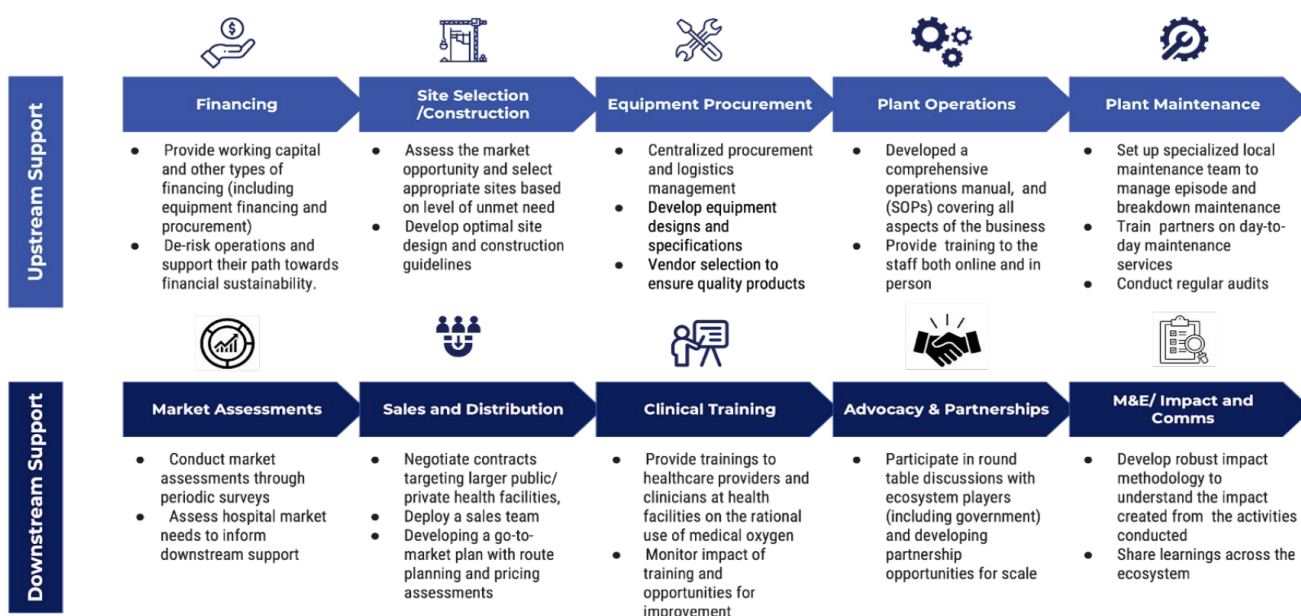 Upstream Support
Financing
● Provide working capital
and other types of
financing (including
equipment financing and
procurement)
● De-risk operations and
support their path towards
financial sustainability.
Site Selection
/Construction
● Assess the market
opportunity and select
appropriate sites based
on level of unmet need
● Develop optimal site
design and construction
guidelines
Equipment Procurement
● Centralized procurement
and logistics
management
● Develop equipment
designs and
specifications
● Vendor selection to
ensure quality products
Plant Operations
● Developed a
comprehensive
operations manual, and
(SOPs) covering all
aspects of the business
● Provide training to the
staff both online and in
person
Plant Maintenance
● Set up specialized local
maintenance team to
manage episode and
breakdown maintenance
● Train partners on day-to-
day maintenance
services
● Conduct regular audits
Downstream Support
Market Assessments
● Conduct market
assessments through
periodic surveys
● Assess hospital market
needs to inform
downstream support
Sales and Distribution
● Negotiate contracts
targeting larger public/
private health facilities,
● Deploy a sales team
● Developing a go-to-
market plan with route
planning and pricing
assessments
Clinical Training
● Provide trainings to
healthcare providers and
clinicians at health
facilities on the rational
use of medical oxygen
● Monitor impact of
training and
opportunities for
improvement
Advocacy & Partnerships
● Participate in round
table discussions with
ecosystem players
(including government)
and developing
partnership
opportunities for scale
M&E/ Impact and
Comms
● Develop robust impact
methodology to
understand the impact
created from the activities
conducted
● Share learnings across the
ecosystem